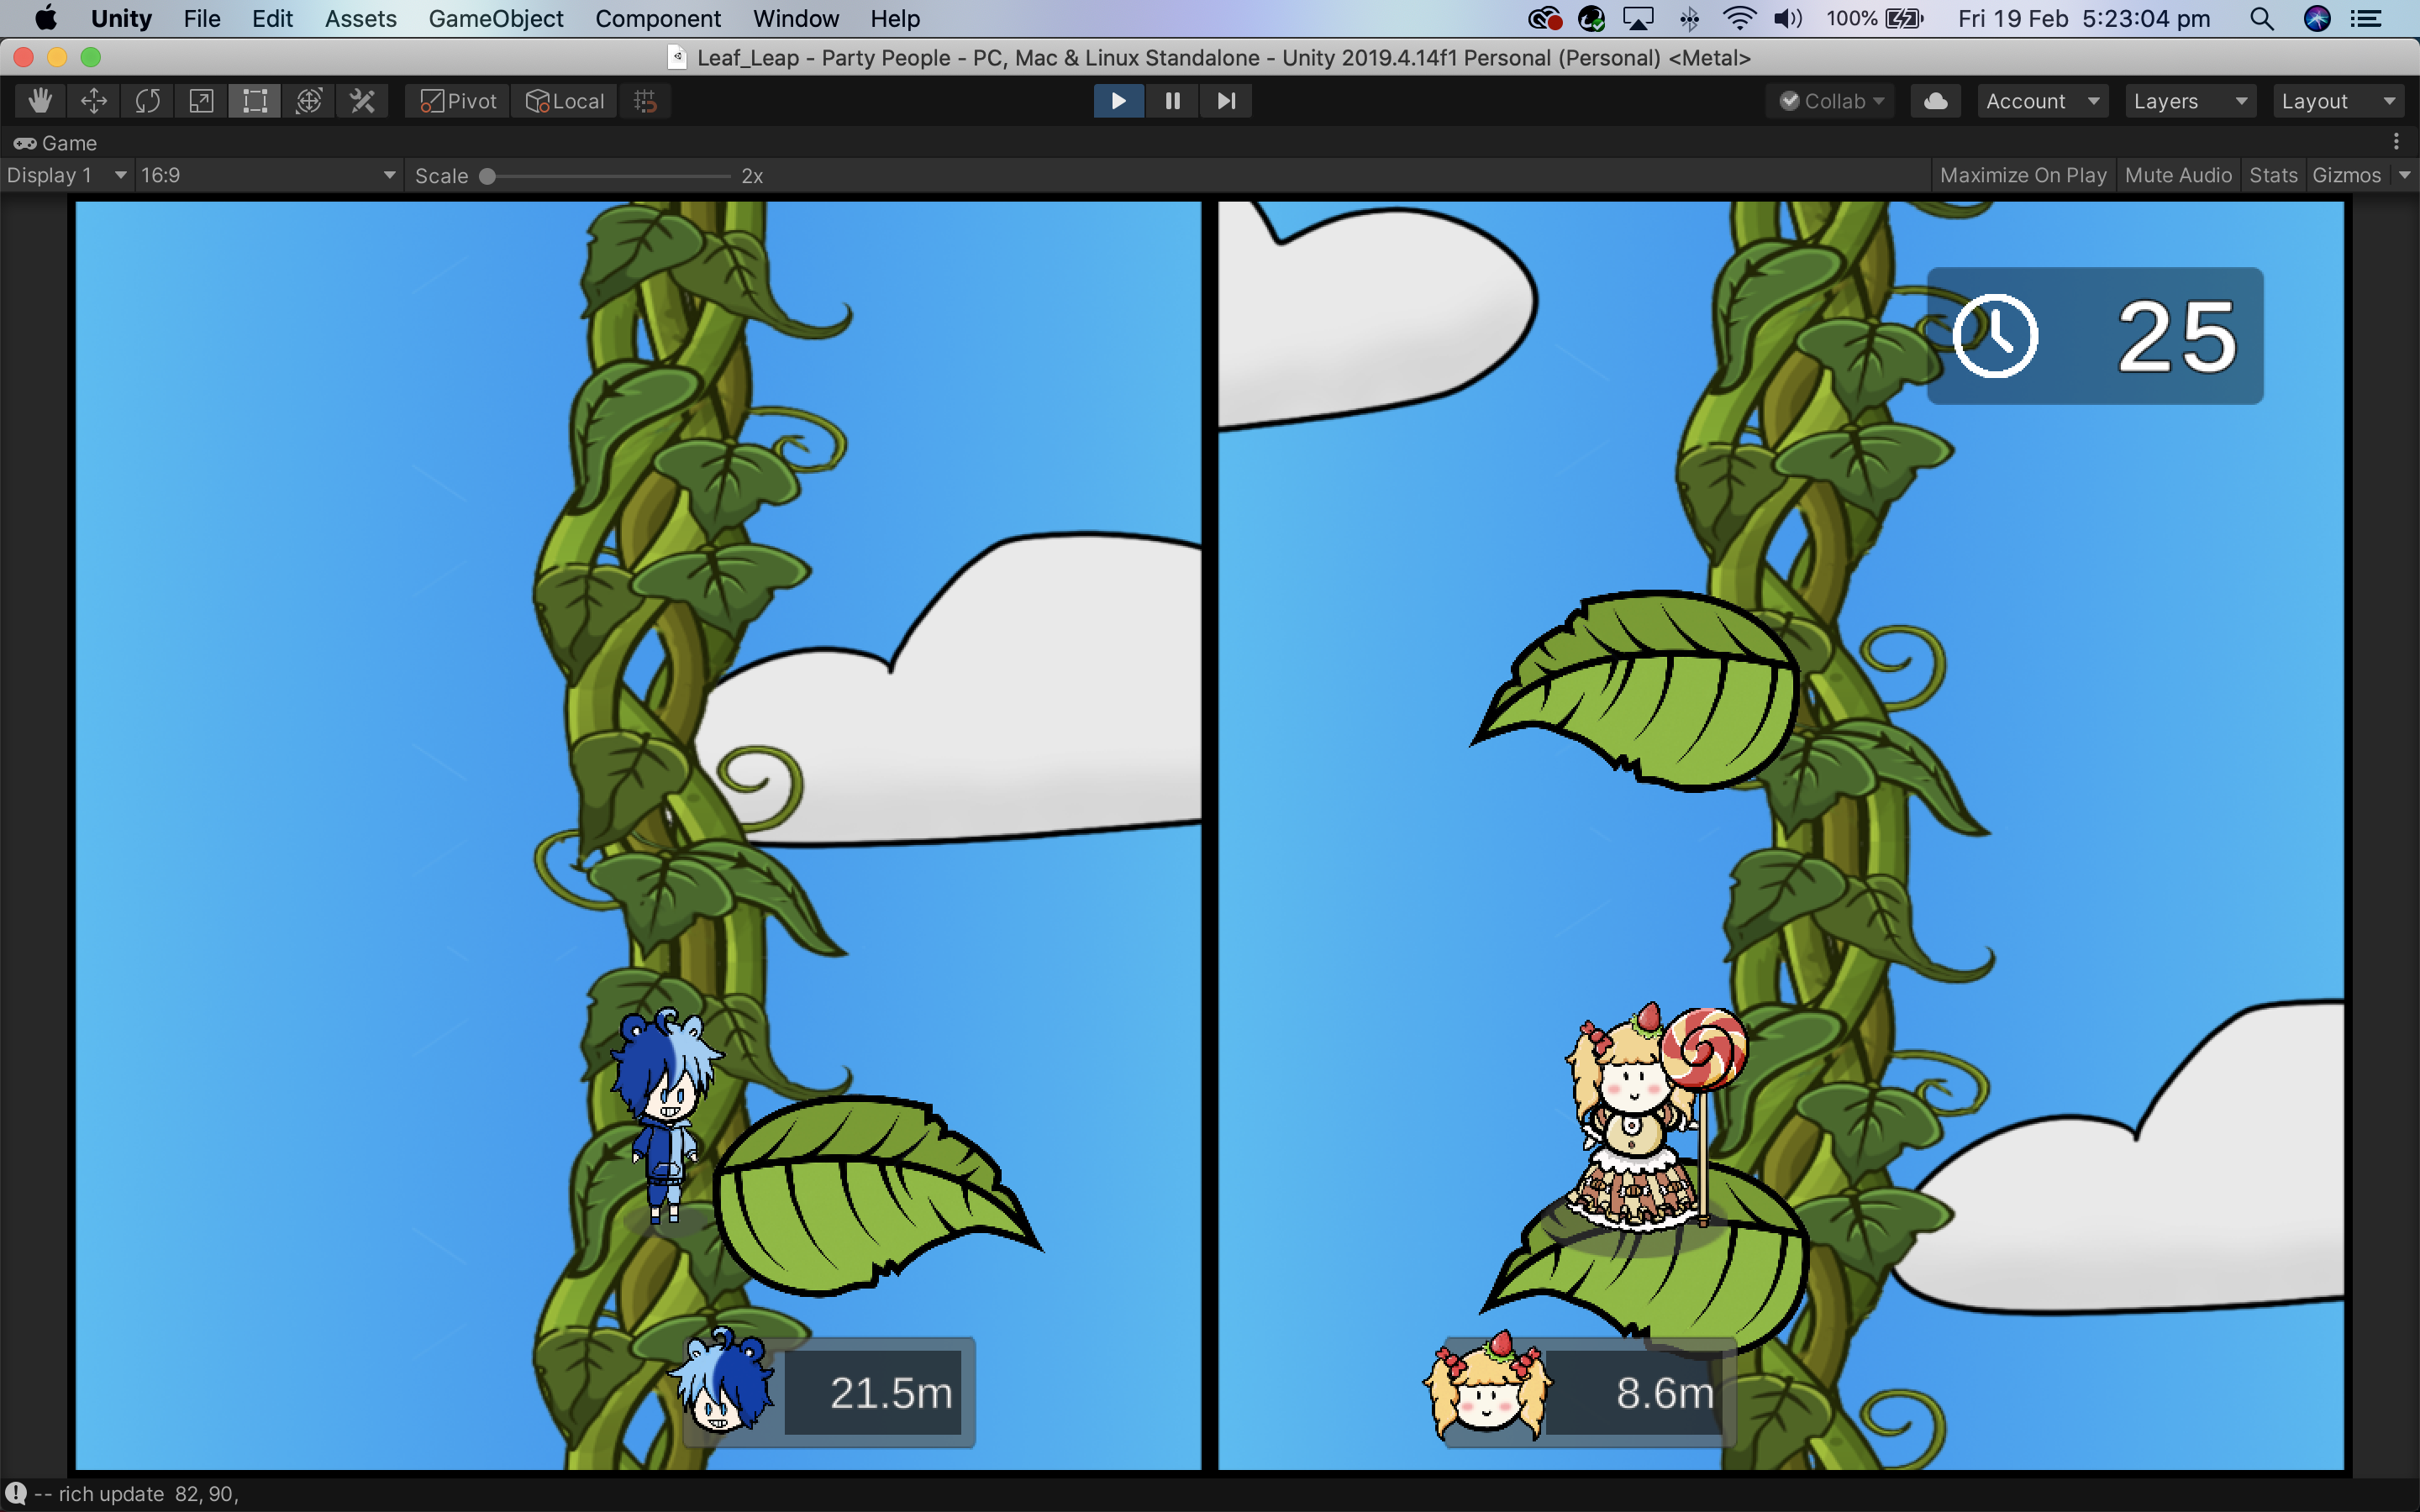 Unity File Edit Assets GameObject Component Window Help 100% Fri 19 Feb 5:23:04 pm
Leaf_Leap - Party People - PC, Mac & Linux Standalone - Unity 2019.4.14f1 Personal (Personal) <Metal>
Pivot Local Collab Account Layers Layout
Game
Display 1 16:9 Scale 2x Maximize On Play Mute Audio Stats Gizmos
25
21.5m 8.6m
-- rich update 82, 90,